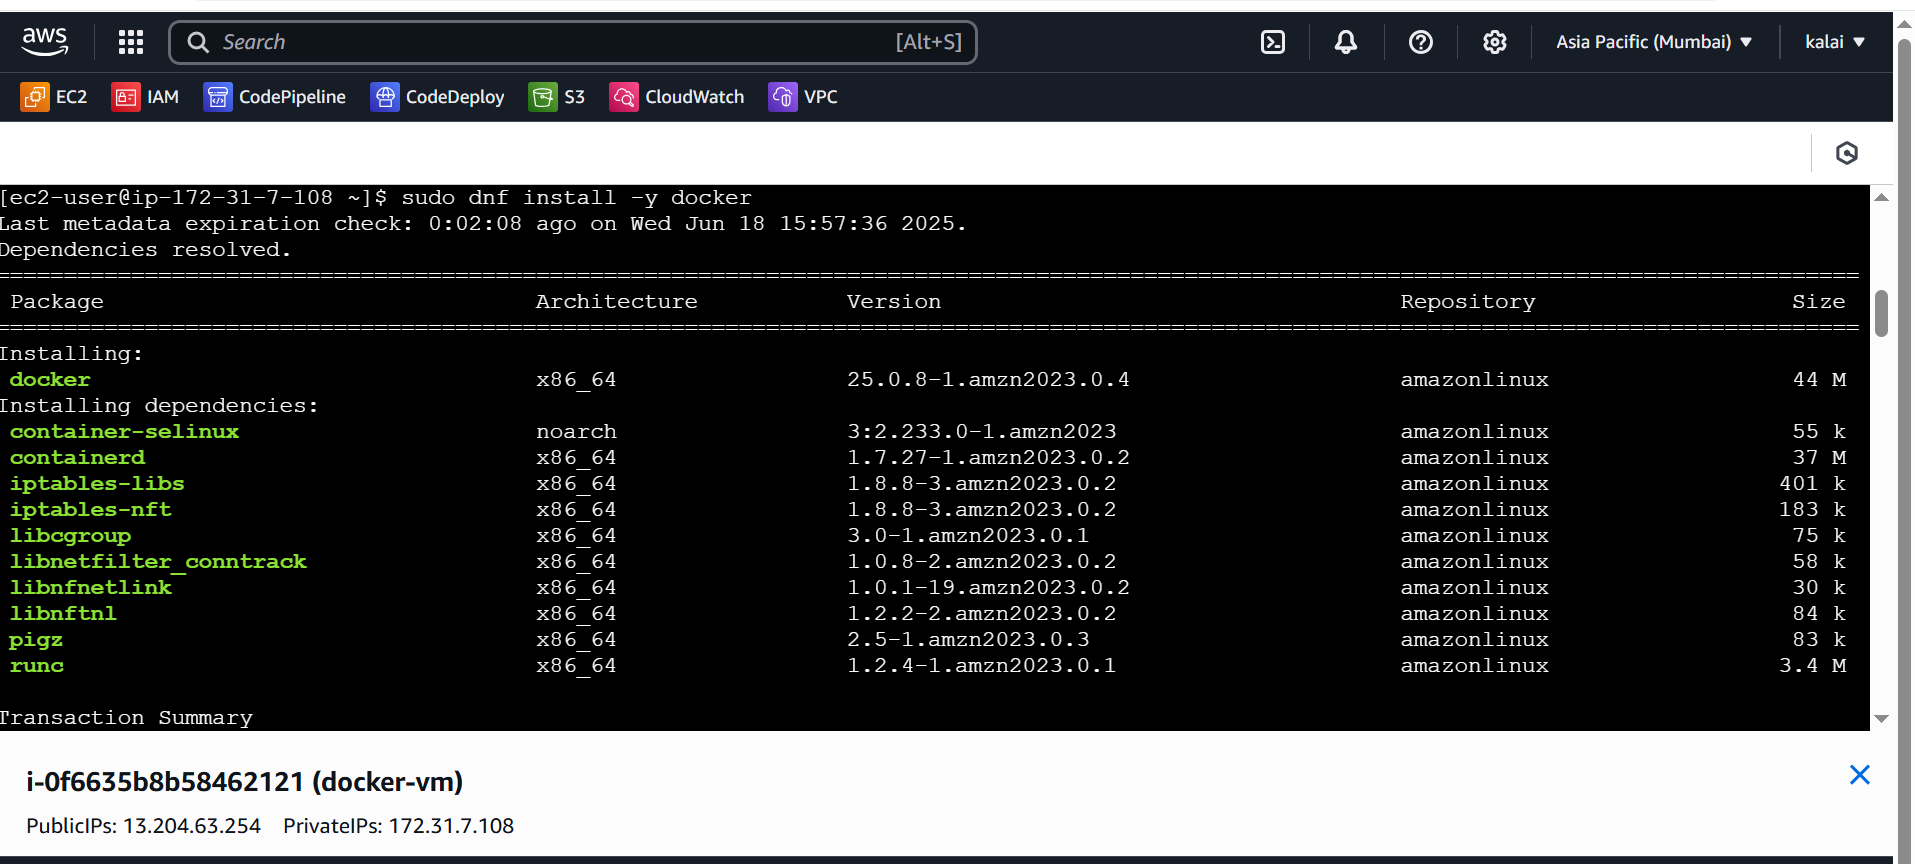 aws Search [Alt+S] Asia Pacific (Mumbai) kalai
EC2 IAM CodePipeline CodeDeploy S3 CloudWatch VPC
[ec2-user@ip-172-31-7-108 ~]$ sudo dnf install -y docker
Last metadata expiration check: 0:02:08 ago on Wed Jun 18 15:57:36 2025.
Dependencies resolved.
Package Architecture Version Repository Size
Installing:
docker x86_64 25.0.8-1.amzn2023.0.4 amazonlinux 44 M
Installing dependencies:
container-selinux noarch 3:2.233.0-1.amzn2023 amazonlinux 55 k
containerd x86_64 1.7.27-1.amzn2023.0.2 amazonlinux 37 M
iptables-libs x86_64 1.8.8-3.amzn2023.0.2 amazonlinux 401 k
iptables-nft x86_64 1.8.8-3.amzn2023.0.2 amazonlinux 183 k
libcgroup x86_64 3.0-1.amzn2023.0.1 amazonlinux 75 k
libnetfilter_conntrack x86_64 1.0.8-2.amzn2023.0.2 amazonlinux 58 k
libnfnetlink x86_64 1.0.1-19.amzn2023.0.2 amazonlinux 30 k
libnftnl x86_64 1.2.2-2.amzn2023.0.2 amazonlinux 84 k
pigz x86_64 2.5-1.amzn2023.0.3 amazonlinux 83 k
runc x86_64 1.2.4-1.amzn2023.0.1 amazonlinux 3.4 M
Transaction Summary
i-0f6635b8b58462121 (docker-vm)
PublicIPs: 13.204.63.254 PrivateIPs: 172.31.7.108